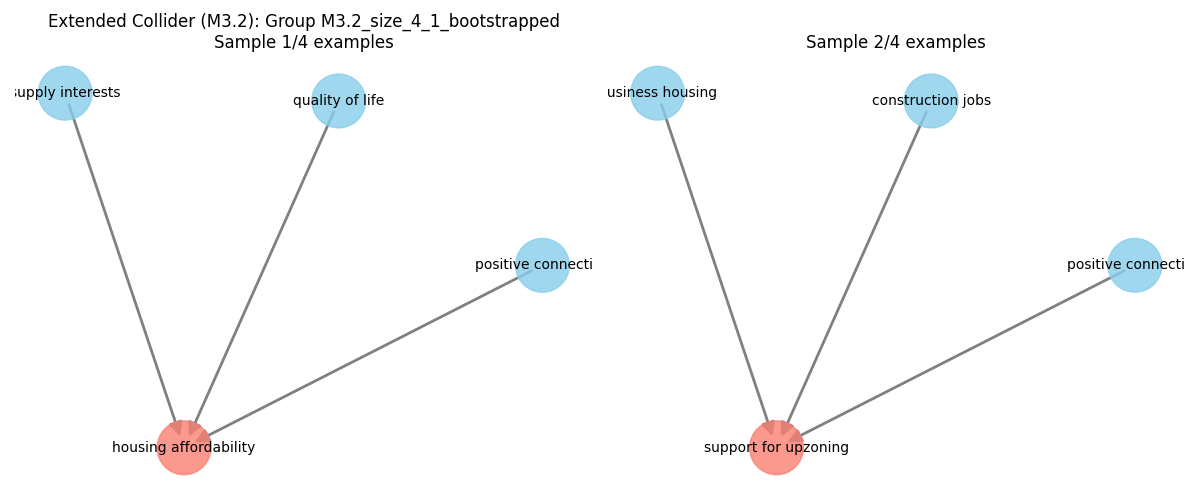 Extended Collider (M3.2): Group M3.2_size_4_1_bootstrapped
Sample 1/4 examples
Sample 2/4 examples
supply interests
quality of life
positive connecti
housing affordability
usiness housing
construction jobs
positive connecti
support for upzoning